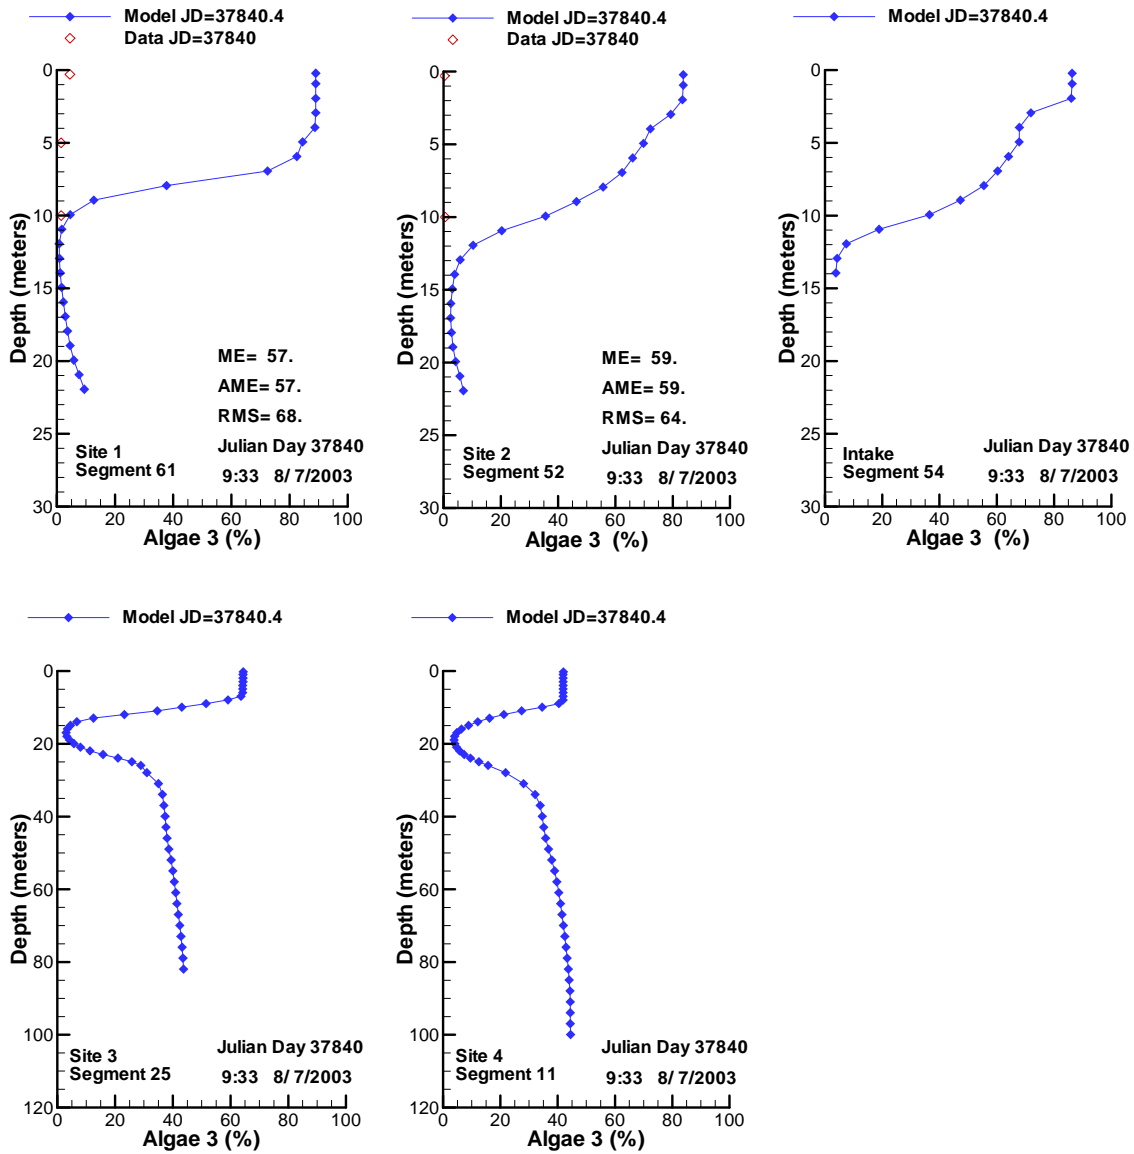 Model JD=37840.4
Data JD=37840
0
5
10
15
20
25
30
0 20 40 60 80 100
Depth (meters)
Algae 3 (%)
ME= 57.
AME= 57.
RMS= 68.
Site 1
Segment 61
Julian Day 37840
9:33 8/ 7/2003
Model JD=37840.4
Data JD=37840
0
5
10
15
20
25
30
0 20 40 60 80 100
Depth (meters)
Algae 3 (%)
ME= 59.
AME= 59.
RMS= 64.
Site 2
Segment 52
Julian Day 37840
9:33 8/ 7/2003
Model JD=37840.4
0
5
10
15
20
25
30
0 20 40 60 80 100
Depth (meters)
Algae 3 (%)
Intake
Segment 54
Julian Day 37840
9:33 8/ 7/2003
Model JD=37840.4
0
20
40
60
80
100
120
0 20 40 60 80 100
Depth (meters)
Algae 3 (%)
Site 3
Segment 25
Julian Day 37840
9:33 8/ 7/2003
Model JD=37840.4
0
20
40
60
80
100
120
0 20 40 60 80 100
Depth (meters)
Algae 3 (%)
Site 4
Segment 11
Julian Day 37840
9:33 8/ 7/2003